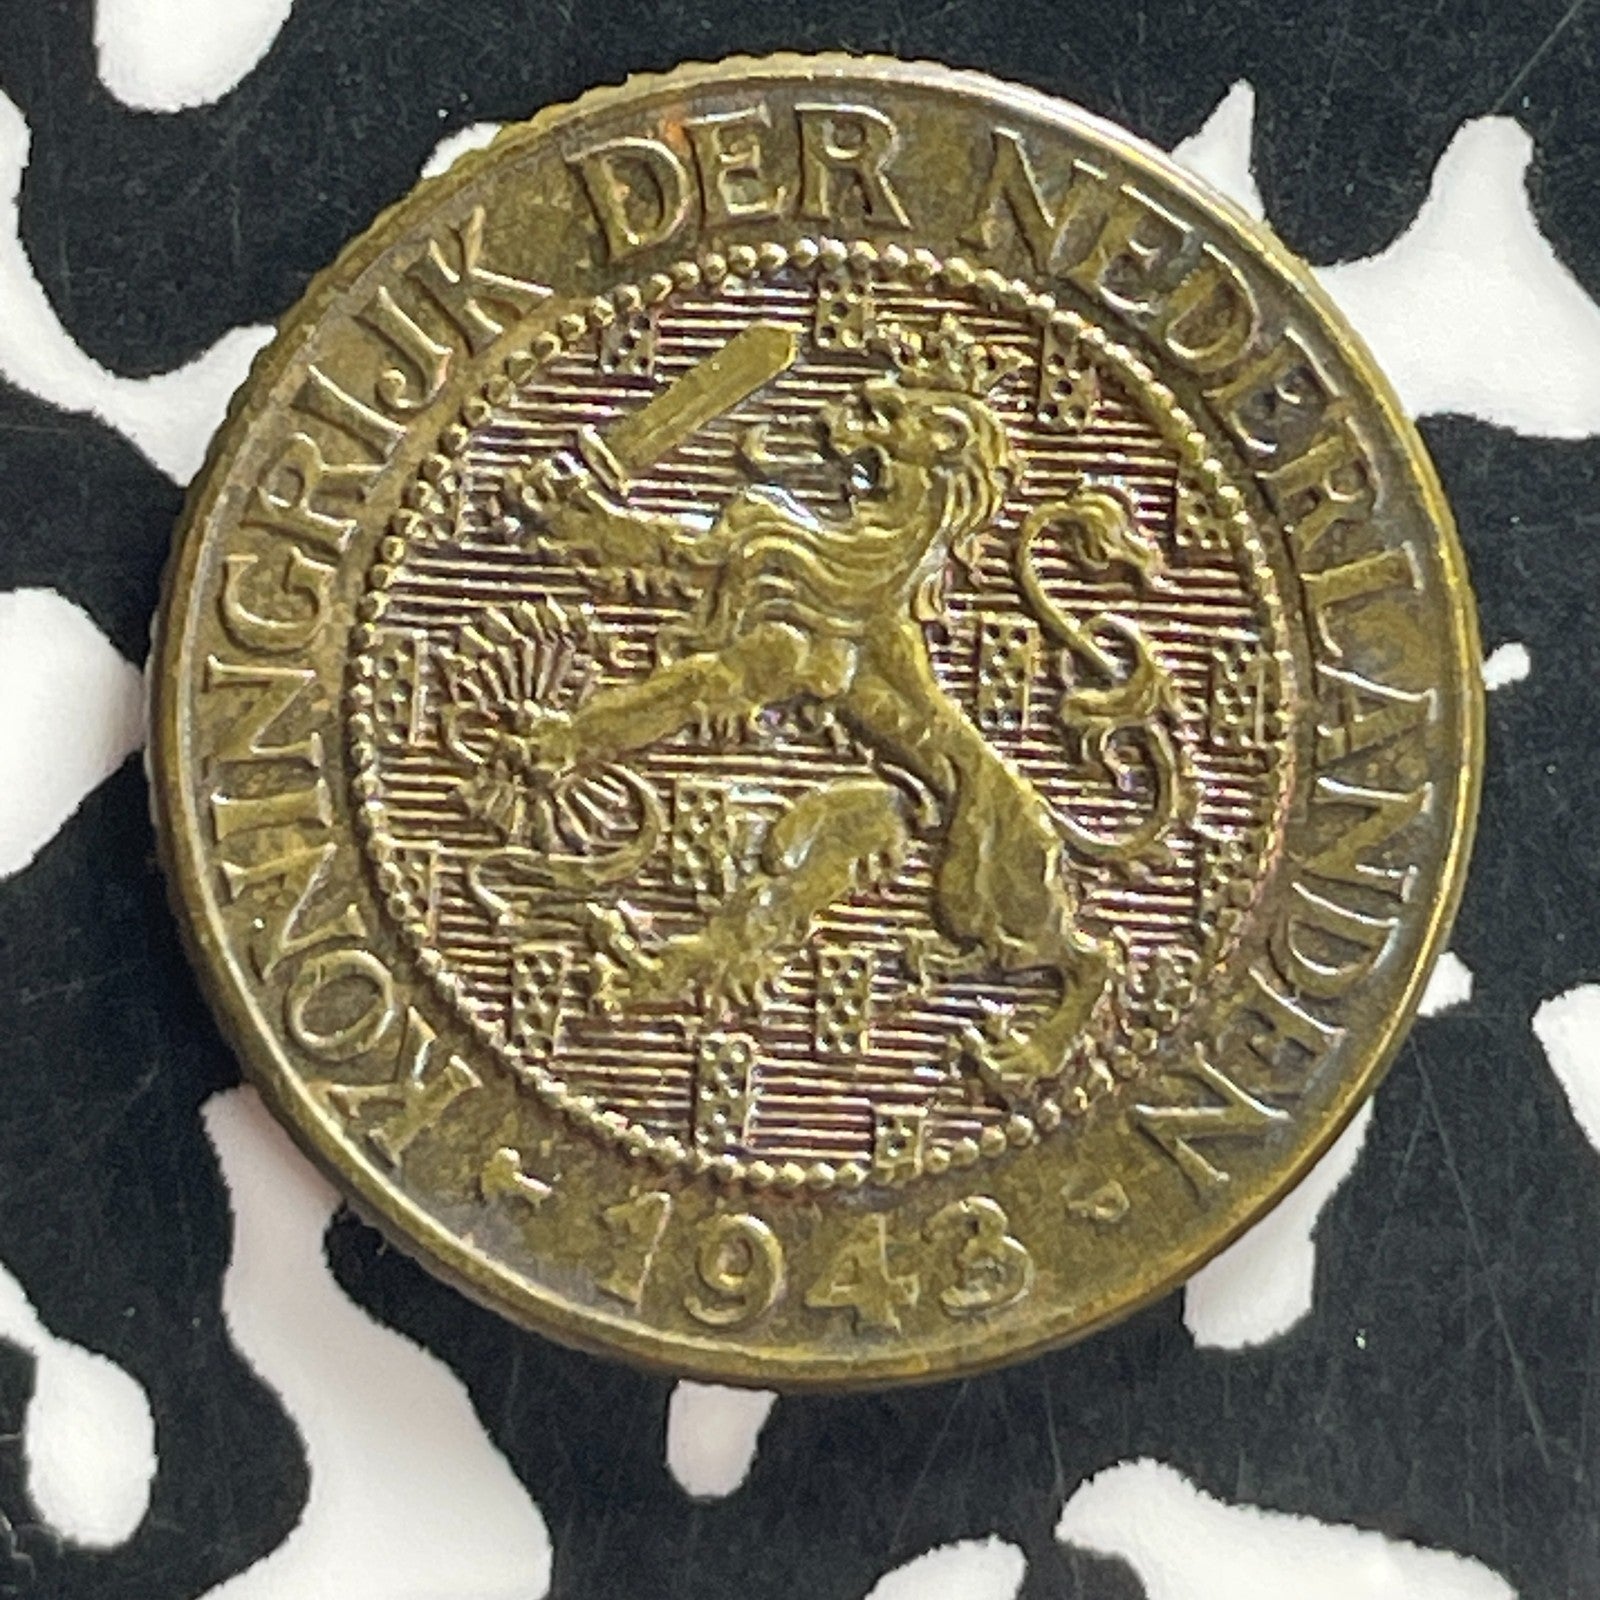 KONINGRIJK DER NEDERLANDEN
1943